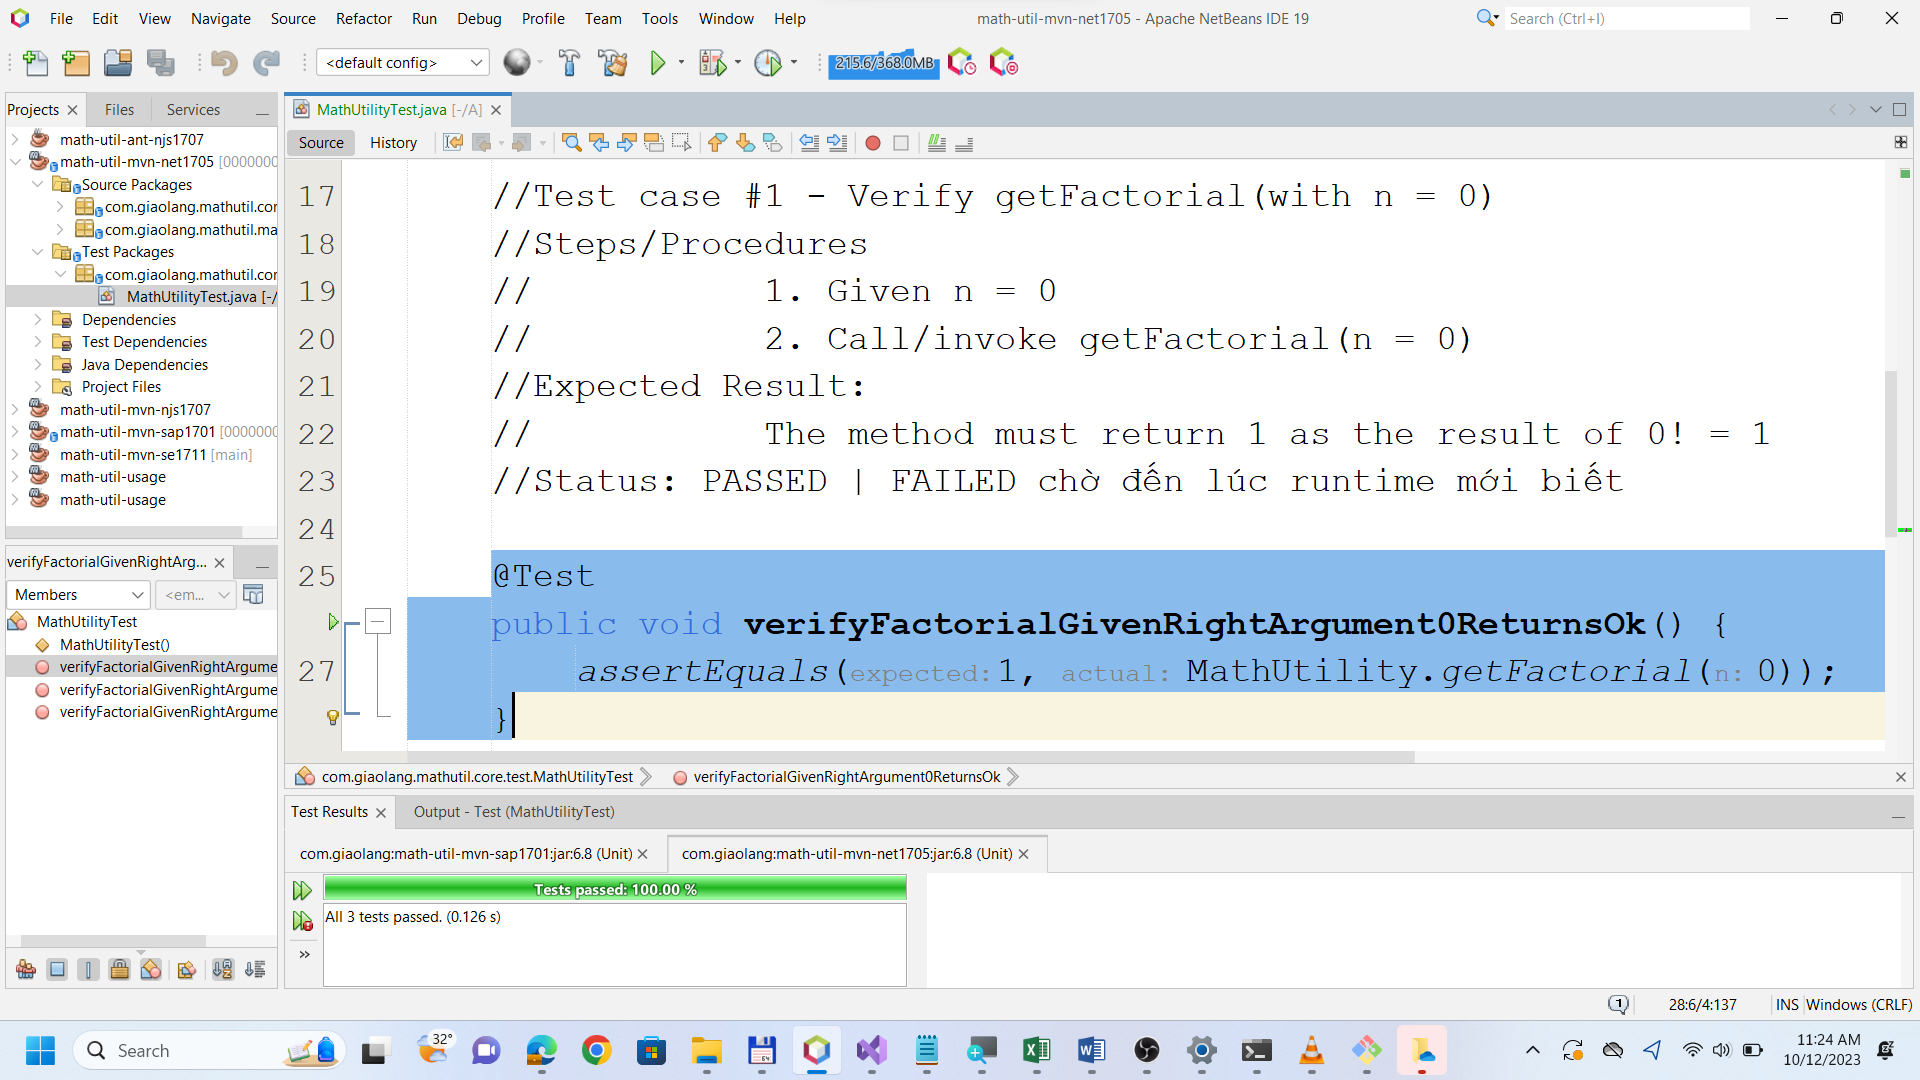 File Edit View Navigate Source Refactor Run Debug Profile Team Tools Window Help
math-util-mvn-net1705 - Apache NetBeans IDE 19
Search (Ctrl+I)
<default config>
215.6/368.0MB
Projects Files Services
math-util-ant-njs1707
math-util-mvn-net1705 [0000000
Source Packages
com.giaolang.mathutil.cor
com.giaolang.mathutil.ma
Test Packages
com.giaolang.mathutil.cor
MathUtilityTest.java [-/
Dependencies
Test Dependencies
Java Dependencies
Project Files
math-util-mvn-njs1707
math-util-mvn-sap1701 [0000000
math-util-mvn-se1711 [main]
math-util-usage
math-util-usage
verifyFactorialGivenRightArg...
Members <em...
MathUtilityTest
MathUtilityTest()
verifyFactorialGivenRightArgume
verifyFactorialGivenRightArgume
verifyFactorialGivenRightArgume
MathUtilityTest.java [-/A]
Source History
17 //Test case #1 - Verify getFactorial(with n = 0)
18 //Steps/Procedures
19 // 1. Given n = 0
20 // 2. Call/invoke getFactorial(n = 0)
21 //Expected Result:
22 // The method must return 1 as the result of 0! = 1
23 //Status: PASSED | FAILED chờ đến lúc runtime mới biết
24
25 @Test
public void verifyFactorialGivenRightArgument0ReturnsOk() {
27 assertEquals(expected: 1, actual: MathUtility.getFactorial(n: 0));
}
com.giaolang.mathutil.core.test.MathUtilityTest verifyFactorialGivenRightArgument0ReturnsOk
Test Results Output - Test (MathUtilityTest)
com.giaolang:math-util-mvn-sap1701:jar:6.8 (Unit) com.giaolang:math-util-mvn-net1705:jar:6.8 (Unit)
Tests passed: 100.00 %
All 3 tests passed. (0.126 s)
1 28:6/4:137 INS Windows (CRLF)
Search
32°
11:24 AM
10/12/2023